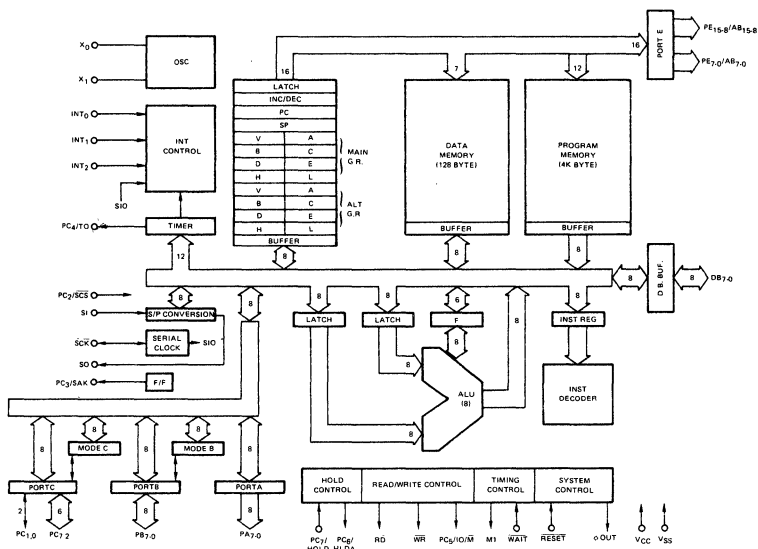 PE15-8/AB15-8
PORT E
16
PE7-0/AB7-0
X0
OSC
X1
16
7
12
LATCH
INC/DEC
PC
SP
V A
B C
D E
H L
MAIN
G.R.
V A
B C
D E
H L
ALT
G.R
BUFFER
DATA
MEMORY
(128 BYTE)
BUFFER
PROGRAM
MEMORY
(4K BYTE)
BUFFER
INT0
INT1
INT2
INT
CONTROL
SIO
PC4/TO
TIMER
12
8
8
8
8
D.B. BUF.
8
DB7-0
PC2/SCS
SI
S/P CONVERSION
8
8
SCK
SERIAL
CLOCK
SIO
SO
PC3/SAK
F/F
8
LATCH
8
LATCH
6
F
8
8
8
8
ALU
(8)
8
INST REG
INST
DECODER
8
8
MODE C
8
8
MODE B
8
PORTC
PORTB
PORTA
2
6
8
8
PC1,0
PC7 2
PB7-0
PA7-0
HOLD
CONTROL
READ/WRITE CONTROL
TIMING
CONTROL
SYSTEM
CONTROL
PC7/
HOLD
PC6/
HLDA
RD
WR
PC5/IO/M
M1
WAIT
RESET
φ OUT
VCC
VSS